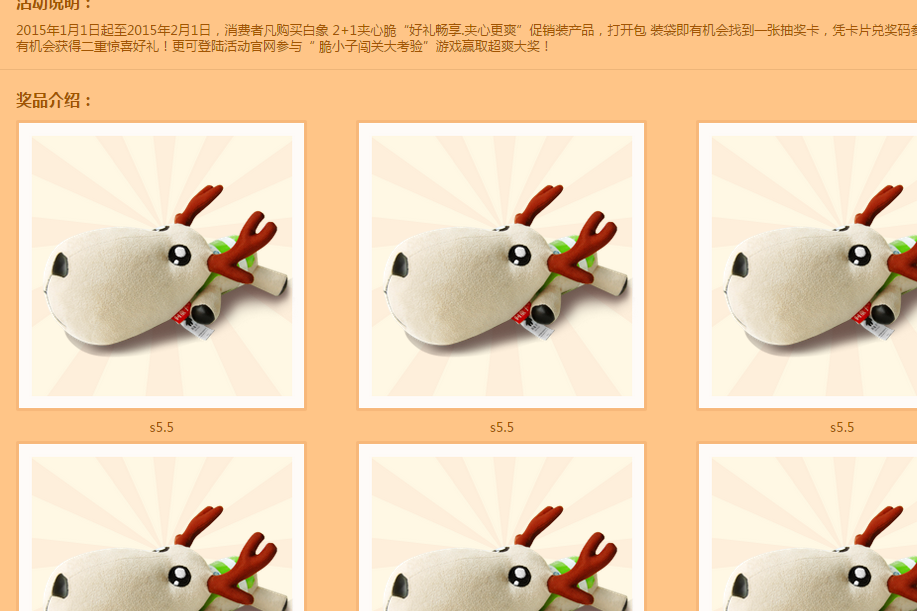 活动说明：
2015年1月1日起至2015年2月1日，消费者凡购买白象 2+1夹心脆“好礼畅享.夹心更爽”促销装产品，打开包 装袋即有机会找到一张抽奖卡，凭卡片兑奖码参
有机会获得二重惊喜好礼！更可登陆活动官网参与 ”脆小子闯关大考验”游戏赢取超爽大奖！
奖品介绍：
s5.5
s5.5
s5.5